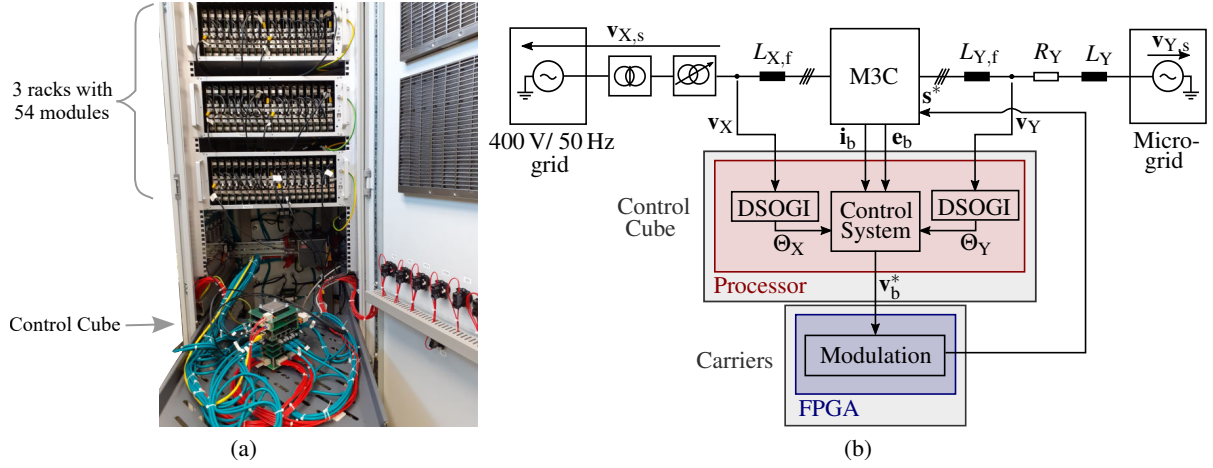 3 racks with
54 modules
Control Cube
(a)
v_X,s
400 V/ 50 Hz
grid
L_X,f
M3C
L_Y,f
R_Y
L_Y
v_Y,s
Micro-
grid
s*
v_X
i_b
e_b
v_Y
Control
Cube
DSOGI
Control
System
DSOGI
Θ_X
Θ_Y
Processor
v_b*
Carriers
Modulation
FPGA
(b)